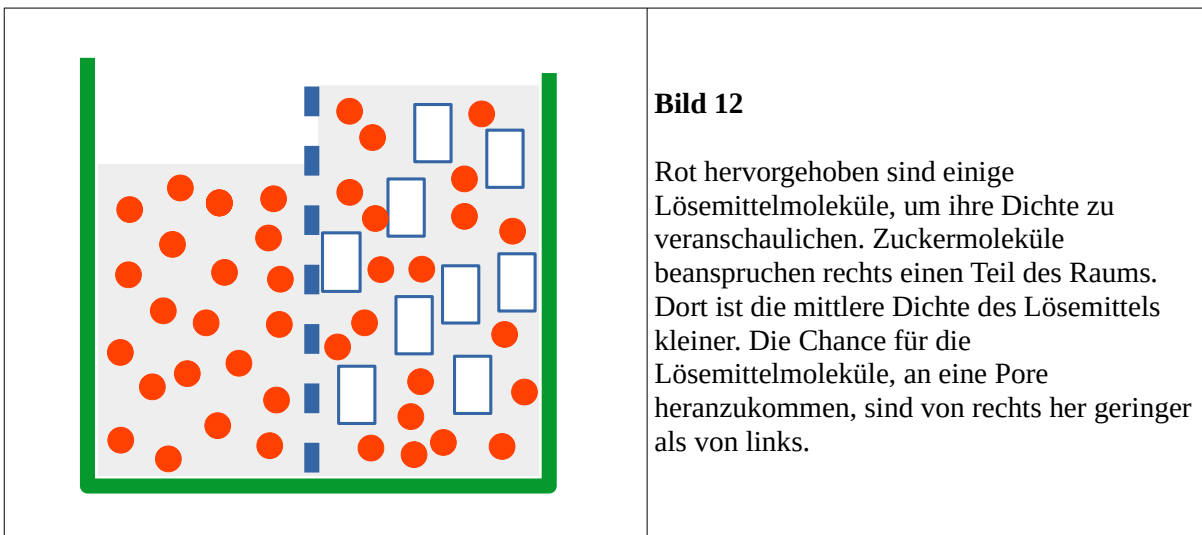 Bild 12
Rot hervorgehoben sind einige
Lösemittelmoleküle, um ihre Dichte zu
veranschaulichen. Zuckermoleküle
beanspruchen rechts einen Teil des Raums.
Dort ist die mittlere Dichte des Lösemittels
kleiner. Die Chance für die
Lösemittelmoleküle, an eine Pore
heranzukommen, sind von rechts her geringer
als von links.